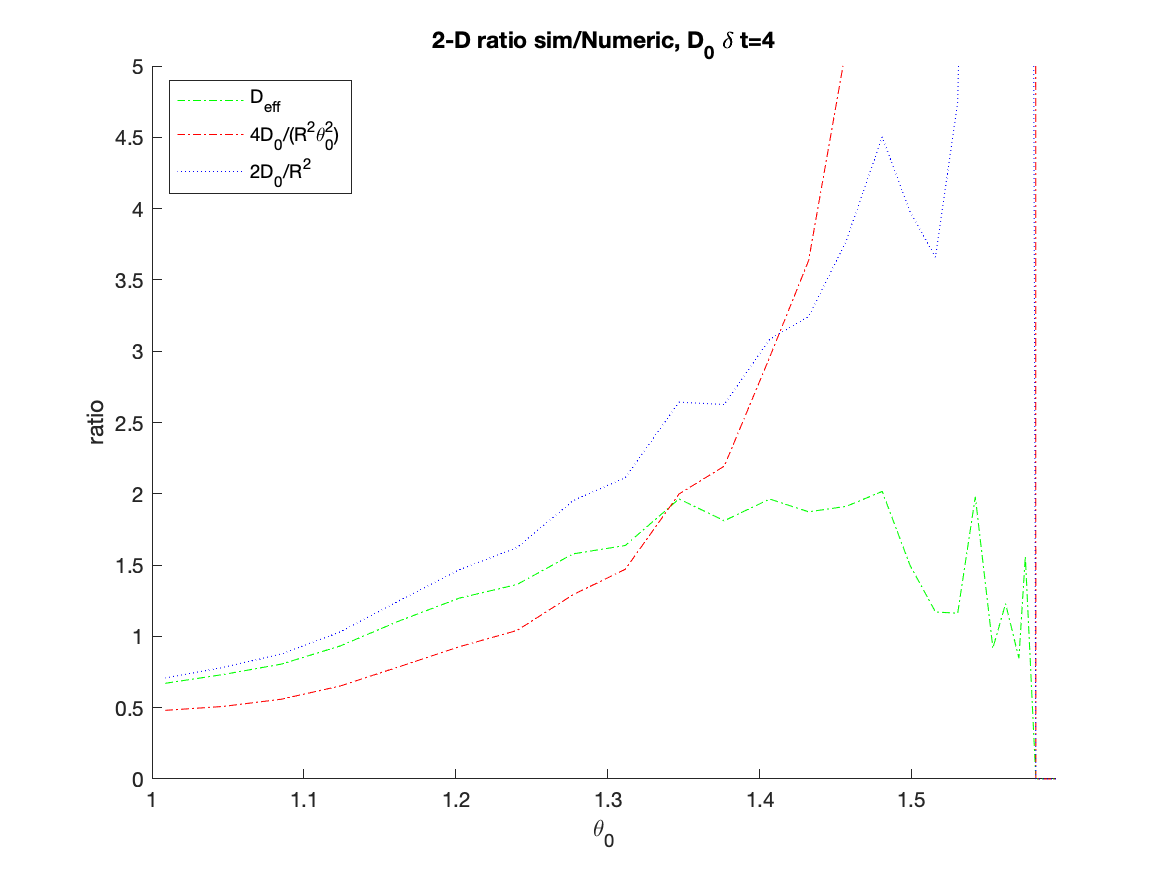 2-D ratio sim/Numeric, D₀ δ t=4
5
4.5
4
3.5
3
2.5
2
1.5
1
0.5
0
D_eff
4D₀/(R²θ₀²)
2D₀/R²
ratio
1 1.1 1.2 1.3 1.4 1.5
θ₀